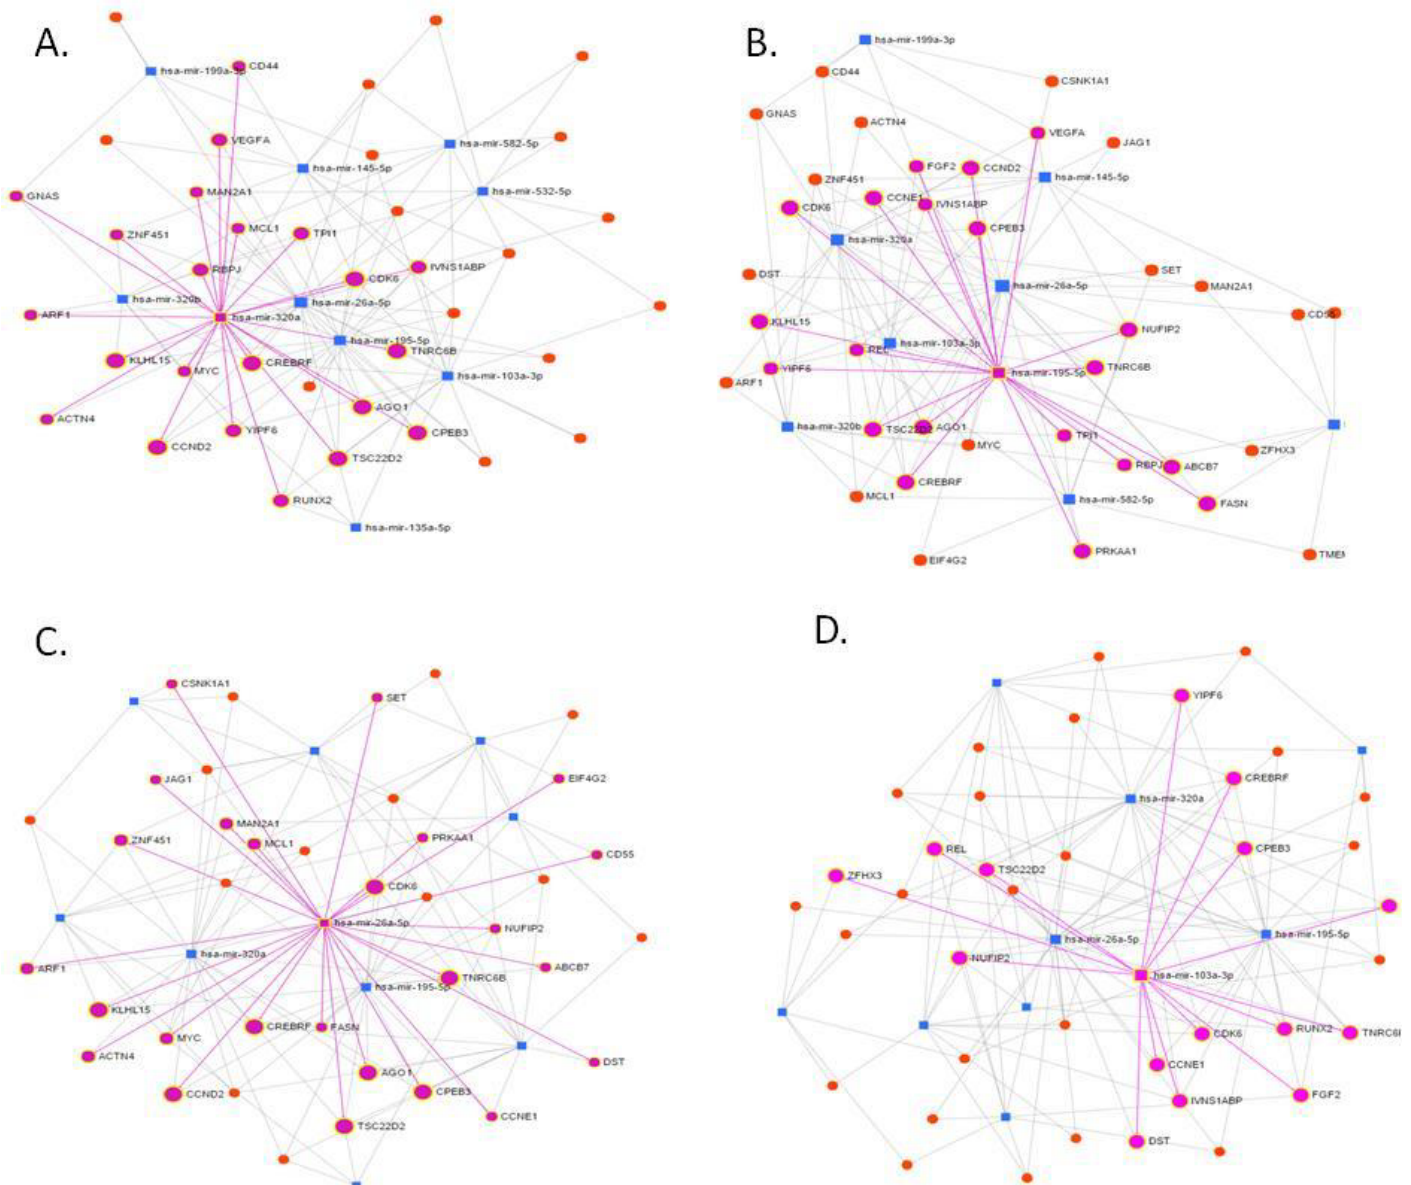 A.
hsa-mir-199a-3p
CD44
VEGFA
hsa-mir-582-5p
hsa-mir-145-5p
hsa-mir-532-5p
GNAS
MAN2A1
ZNF451
MCL1
TPI1
RBPJ
CDK6
IVNS1ABP
hsa-mir-320b
hsa-mir-26a-5p
ARF1
hsa-mir-320a
hsa-mir-195-5p
KLHL15
MYC
CREBRF
TNRC6B
hsa-mir-103a-3p
ACTN4
AGO1
CCND2
YIPF6
CPEB3
TSC22D2
RUNX2
hsa-mir-135a-5p
B.
hsa-mir-199a-3p
CD44
CSNK1A1
GNAS
ACTN4
VEGFA
JAG1
FGF2
CCND2
ZNF451
hsa-mir-145-5p
CDK6
CCNE1
IVNS1ABP
CPEB3
hsa-mir-320a
DST
SET
hsa-mir-26a-5p
MAN2A1
KLHL15
CD55
NUFIP2
REL
hsa-mir-103a-3p
YIPF6
hsa-mir-195-5p
TNRC6B
ARF1
hsa-mir-320b
TSC22D2
AGO1
MYC
TPI1
ZFHX3
RBPJ
ABCB7
CREBRF
MCL1
hsa-mir-582-5p
FASN
PRKAA1
EIF4G2
TMEM
C.
CSNK1A1
SET
JAG1
EIF4G2
MAN2A1
ZNF451
MCL1
PRKAA1
CD55
CDK6
hsa-mir-26a-5p
NUFIP2
hsa-mir-320a
ARF1
ABCB7
TNRC6B
hsa-mir-195-5p
KLHL15
CREBRF
FASN
MYC
ACTN4
DST
AGO1
CCND2
CPEB3
CCNE1
TSC22D2
D.
YIPF6
CREBRF
hsa-mir-320a
REL
CPEB3
TSC22D2
ZFHX3
hsa-mir-26a-5p
hsa-mir-195-5p
NUFIP2
hsa-mir-103a-3p
CDK6
RUNX2
TNRC6
CCNE1
IVNS1ABP
FGF2
DST